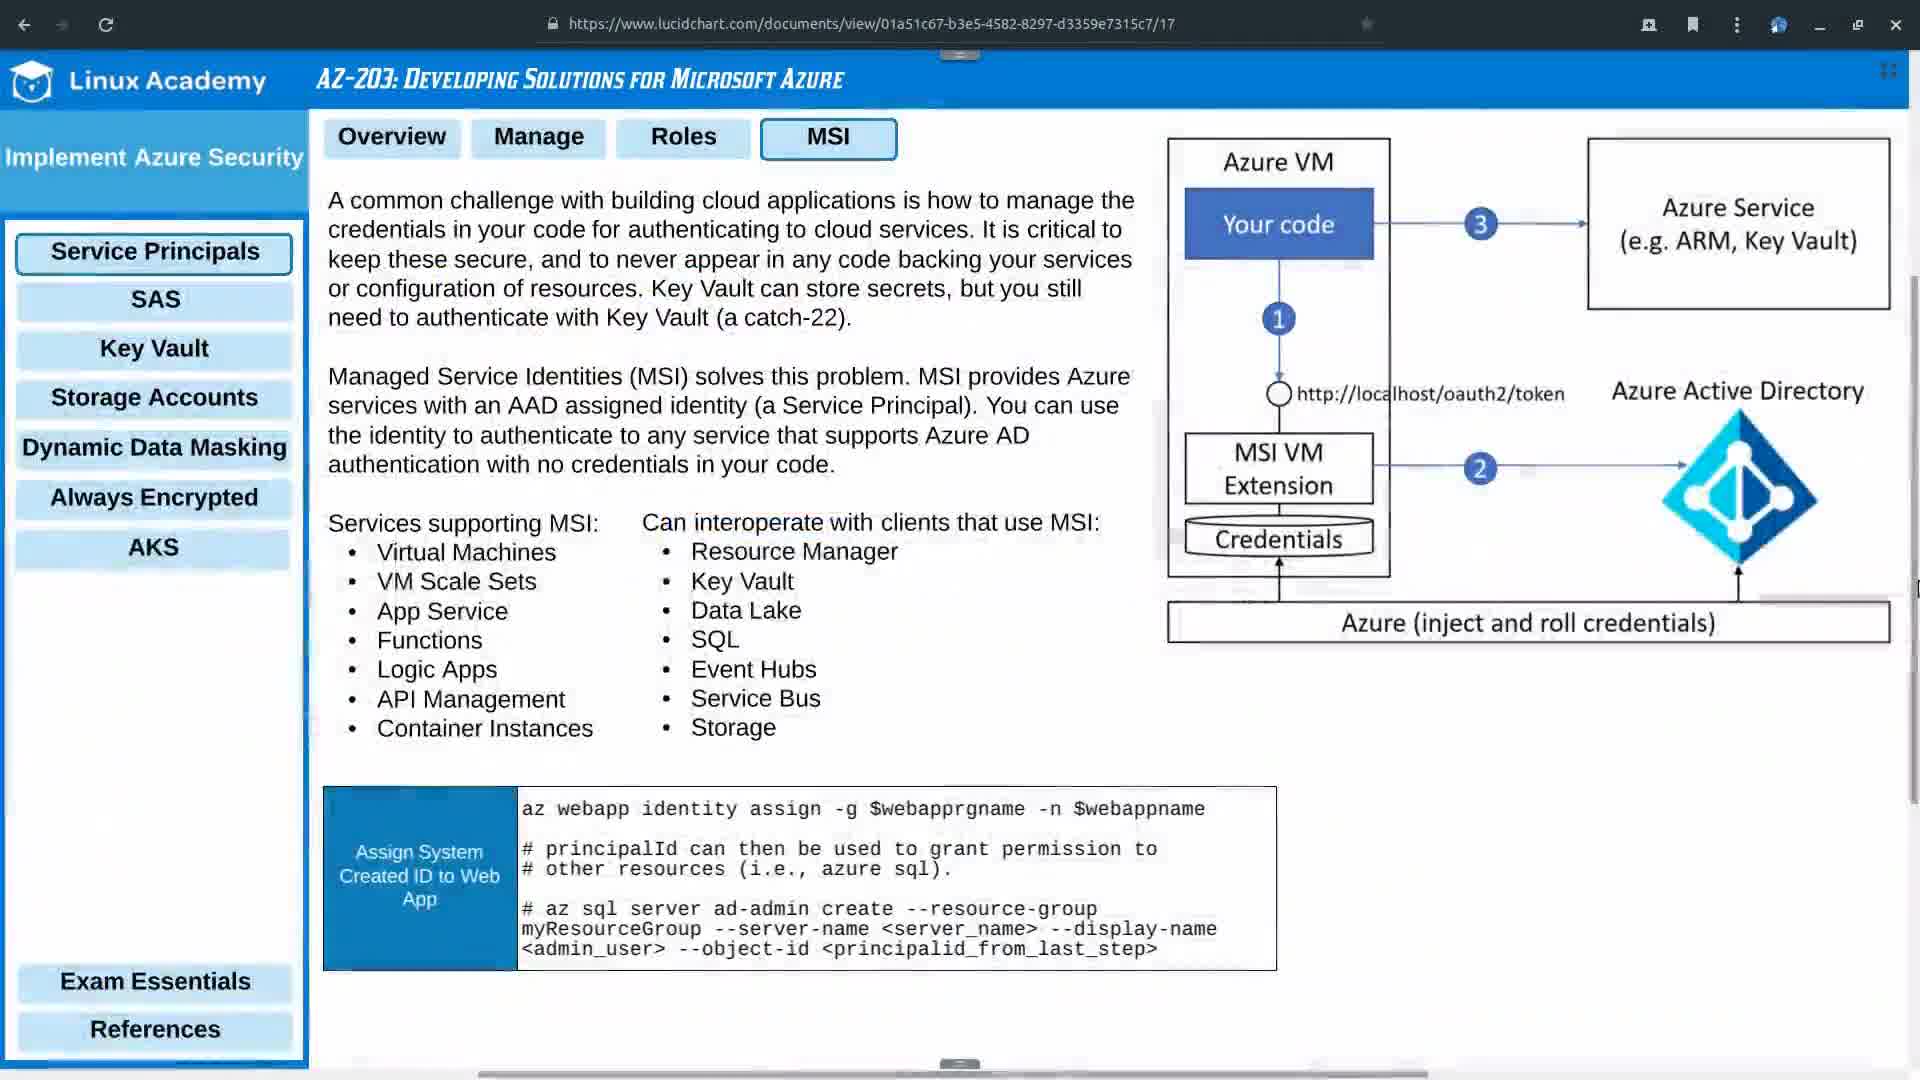 https://www.lucidchart.com/documents/view/01a51c67-b3e5-4582-8297-d3359e7315c7/17
Linux Academy
AZ-203: Developing Solutions for Microsoft Azure
Implement Azure Security
Service Principals
SAS
Key Vault
Storage Accounts
Dynamic Data Masking
Always Encrypted
AKS
Exam Essentials
References
Overview
Manage
Roles
MSI
A common challenge with building cloud applications is how to manage the
credentials in your code for authenticating to cloud services. It is critical to
keep these secure, and to never appear in any code backing your services
or configuration of resources. Key Vault can store secrets, but you still
need to authenticate with Key Vault (a catch-22).
Managed Service Identities (MSI) solves this problem. MSI provides Azure
services with an AAD assigned identity (a Service Principal). You can use
the identity to authenticate to any service that supports Azure AD
authentication with no credentials in your code.
Services supporting MSI:
• Virtual Machines
• VM Scale Sets
• App Service
• Functions
• Logic Apps
• API Management
• Container Instances
Can interoperate with clients that use MSI:
• Resource Manager
• Key Vault
• Data Lake
• SQL
• Event Hubs
• Service Bus
• Storage
Azure VM
Your code
3
Azure Service
(e.g. ARM, Key Vault)
1
http://localhost/oauth2/token
Azure Active Directory
MSI VM
Extension
2
Credentials
Azure (inject and roll credentials)
Assign System
Created ID to Web
App
az webapp identity assign -g $webapprgname -n $webappname
# principalId can then be used to grant permission to
# other resources (i.e., azure sql).
# az sql server ad-admin create --resource-group
myResourceGroup --server-name <server_name> --display-name
<admin_user> --object-id <principalid_from_last_step>